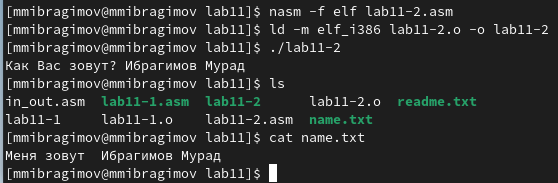 [mmibragimov@mmibragimov lab11]$ nasm -f elf lab11-2.asm
[mmibragimov@mmibragimov lab11]$ ld -m elf_i386 lab11-2.o -o lab11-2
[mmibragimov@mmibragimov lab11]$ ./lab11-2
Как Вас зовут? Ибрагимов Мурад
[mmibragimov@mmibragimov lab11]$ ls
in_out.asm  lab11-1.asm  lab11-2      lab11-2.o  readme.txt
lab11-1     lab11-1.o    lab11-2.asm  name.txt
[mmibragimov@mmibragimov lab11]$ cat name.txt
Меня зовут  Ибрагимов Мурад
[mmibragimov@mmibragimov lab11]$